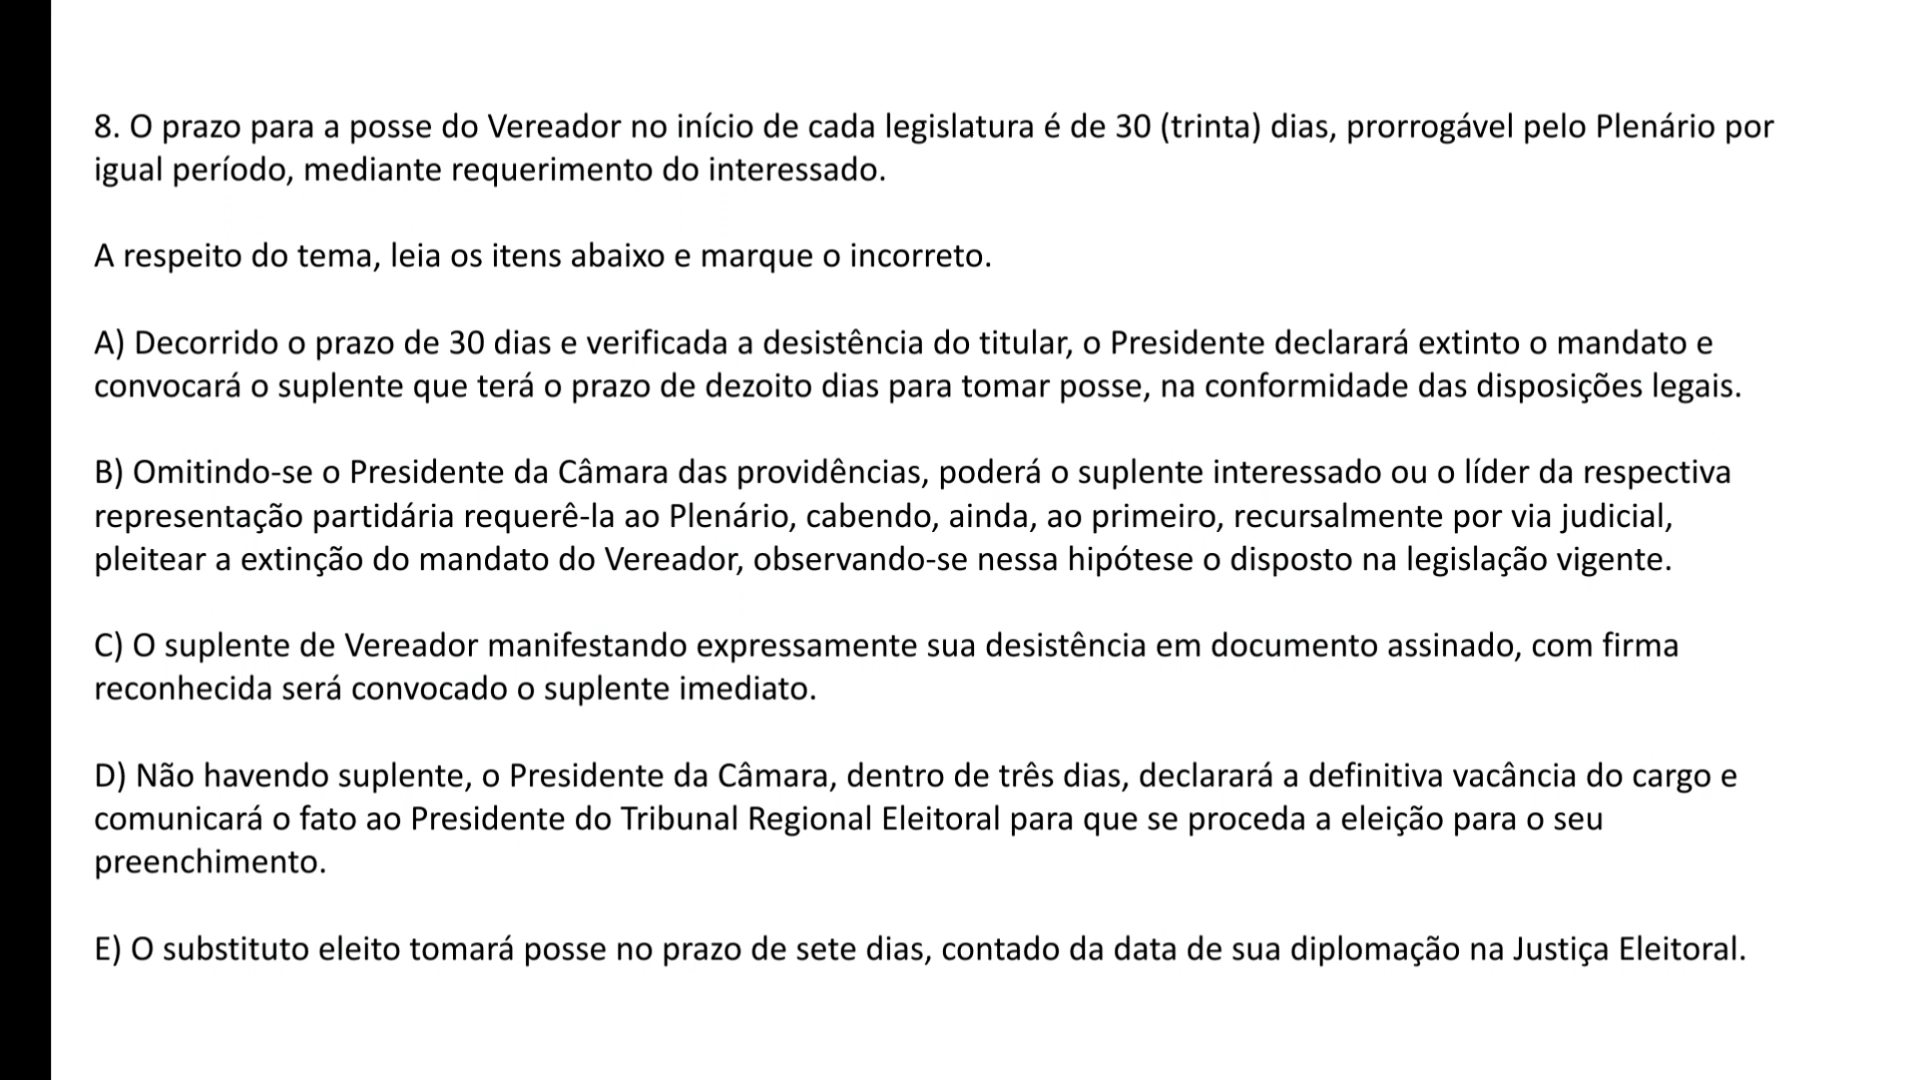 8. O prazo para a posse do Vereador no início de cada legislatura é de 30 (trinta) dias, prorrogável pelo Plenário por
igual período, mediante requerimento do interessado.
A respeito do tema, leia os itens abaixo e marque o incorreto.
A) Decorrido o prazo de 30 dias e verificada a desistência do titular, o Presidente declarará extinto o mandato e
convocará o suplente que terá o prazo de dezoito dias para tomar posse, na conformidade das disposições legais.
B) Omitindo-se o Presidente da Câmara das providências, poderá o suplente interessado ou o líder da respectiva
representação partidária requerê-la ao Plenário, cabendo, ainda, ao primeiro, recursalmente por via judicial,
pleitear a extinção do mandato do Vereador, observando-se nessa hipótese o disposto na legislação vigente.
C) O suplente de Vereador manifestando expressamente sua desistência em documento assinado, com firma
reconhecida será convocado o suplente imediato.
D) Não havendo suplente, o Presidente da Câmara, dentro de três dias, declarará a definitiva vacância do cargo e
comunicará o fato ao Presidente do Tribunal Regional Eleitoral para que se proceda a eleição para o seu
preenchimento.
E) O substituto eleito tomará posse no prazo de sete dias, contado da data de sua diplomação na Justiça Eleitoral.